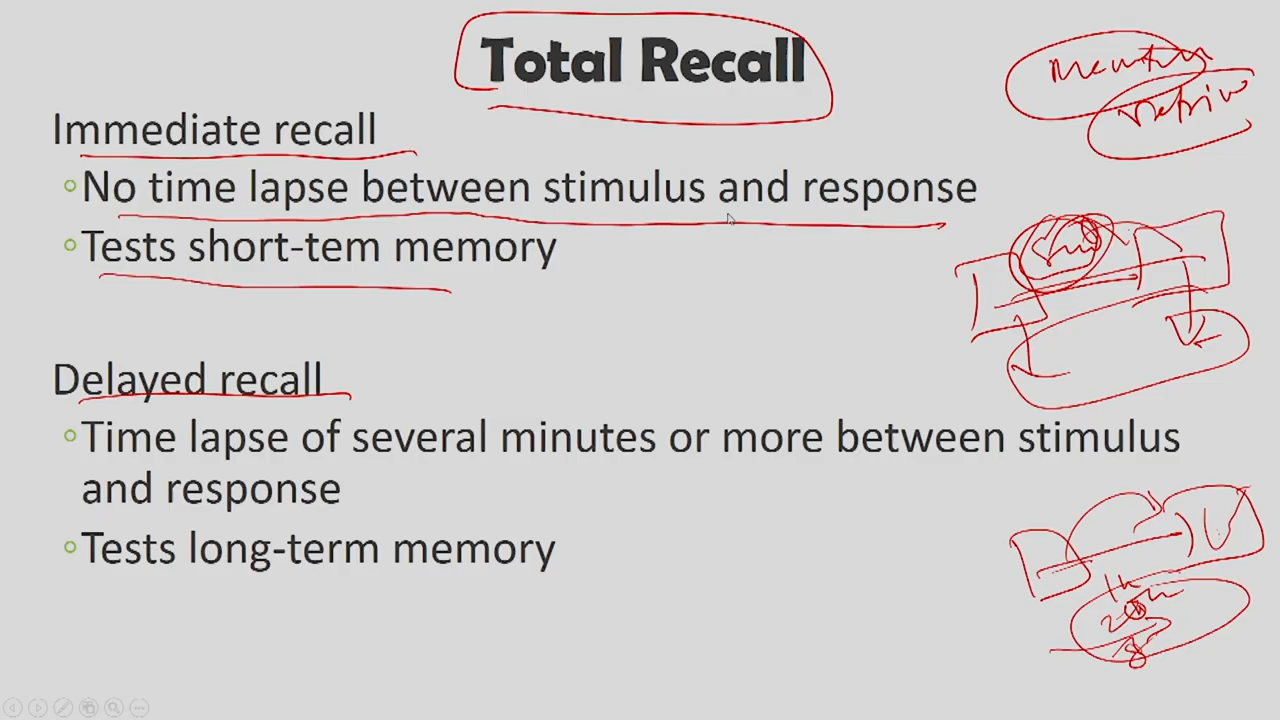 Total Recall
Immediate recall
No time lapse between stimulus and response
Tests short-tem memory
Delayed recall
Time lapse of several minutes or more between stimulus
and response
Tests long-term memory